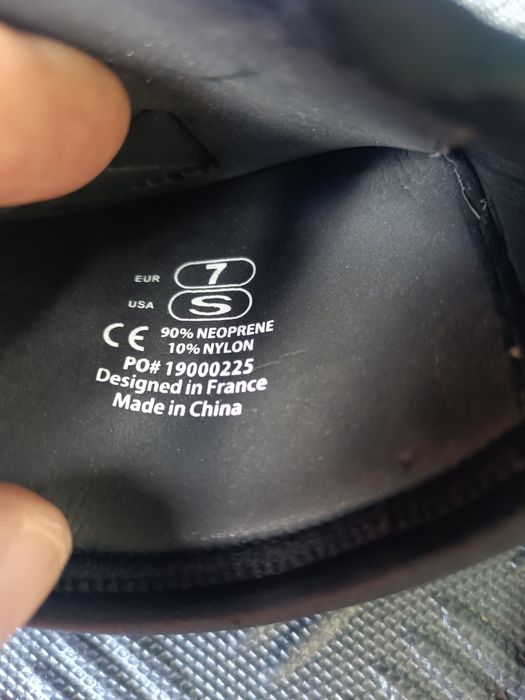 EUR 7
USA S
CE 90% NEOPRENE
10% NYLON
PO# 19000225
Designed in France
Made in China